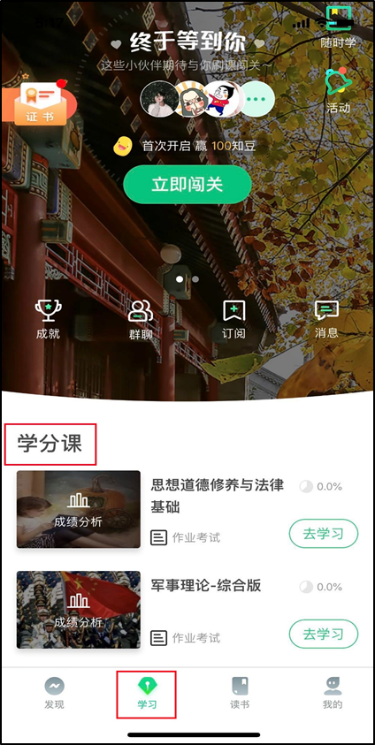 终于等到你
随时学
这些小伙伴期待与你刷课闯关~
证书
活动
首次开启 赢 100知豆
立即闯关
成就
群聊
订阅
消息
学分课
思想道德修养与法律
基础
0.0%
成绩分析
作业考试
去学习
军事理论-综合版
0.0%
成绩分析
作业考试
去学习
发现
学习
读书
我的